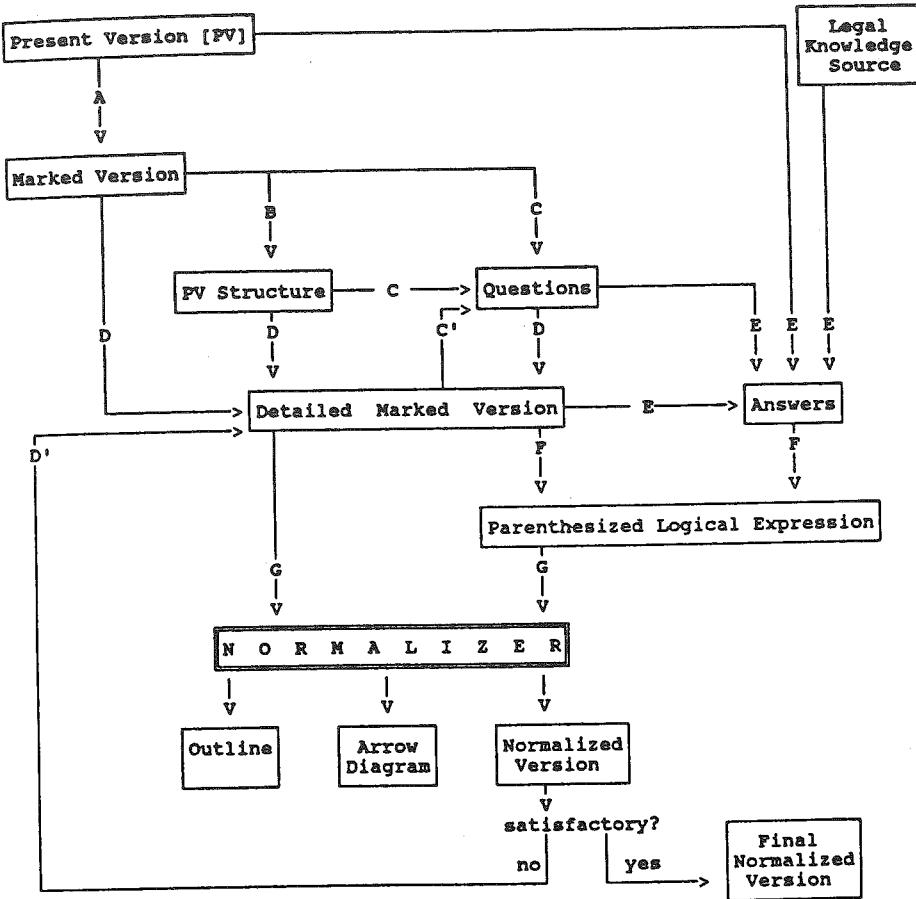 Present Version [PV]
Legal
Knowledge
Source
A
V
Marked Version
B
C
V
V
PV Structure
C
>
Questions
D
D
C'
D
E
E
E
V
V
V
V
V
Detailed Marked Version
>
E
>
Answers
>
D'
F
F
V
V
Parenthesized Logical Expression
G
G
V
V
N O R M A L I Z E R
V
V
V
Outline
Arrow
Diagram
Normalized
Version
V
satisfactory?
no
yes
>
Final
Normalized
Version